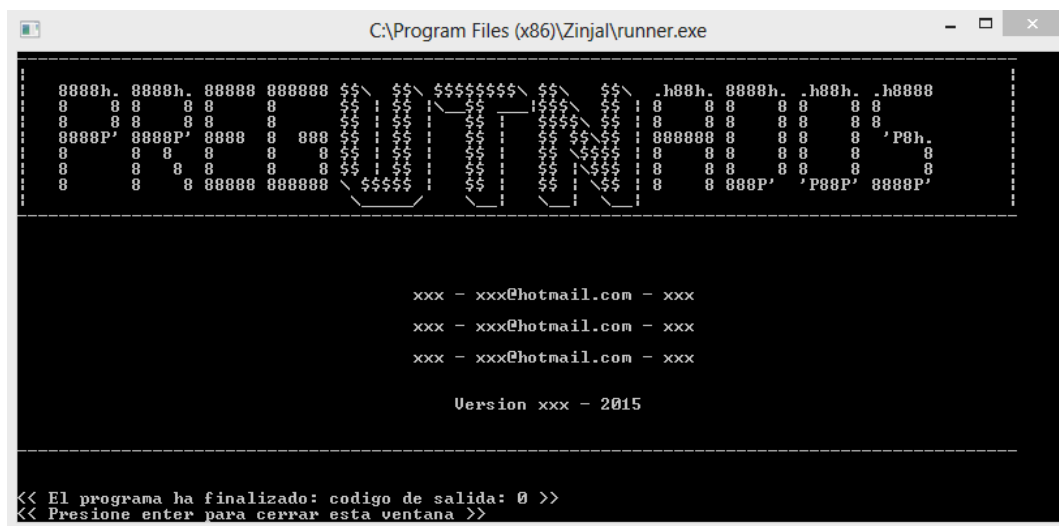 C:\Program Files (x86)\Zinjal\runner.exe
PREGUTNADOS
xxx - xxx@hotmail.com - xxx
xxx - xxx@hotmail.com - xxx
xxx - xxx@hotmail.com - xxx
Version xxx - 2015
<< El programa ha finalizado: codigo de salida: 0 >>
<< Presione enter para cerrar esta ventana >>